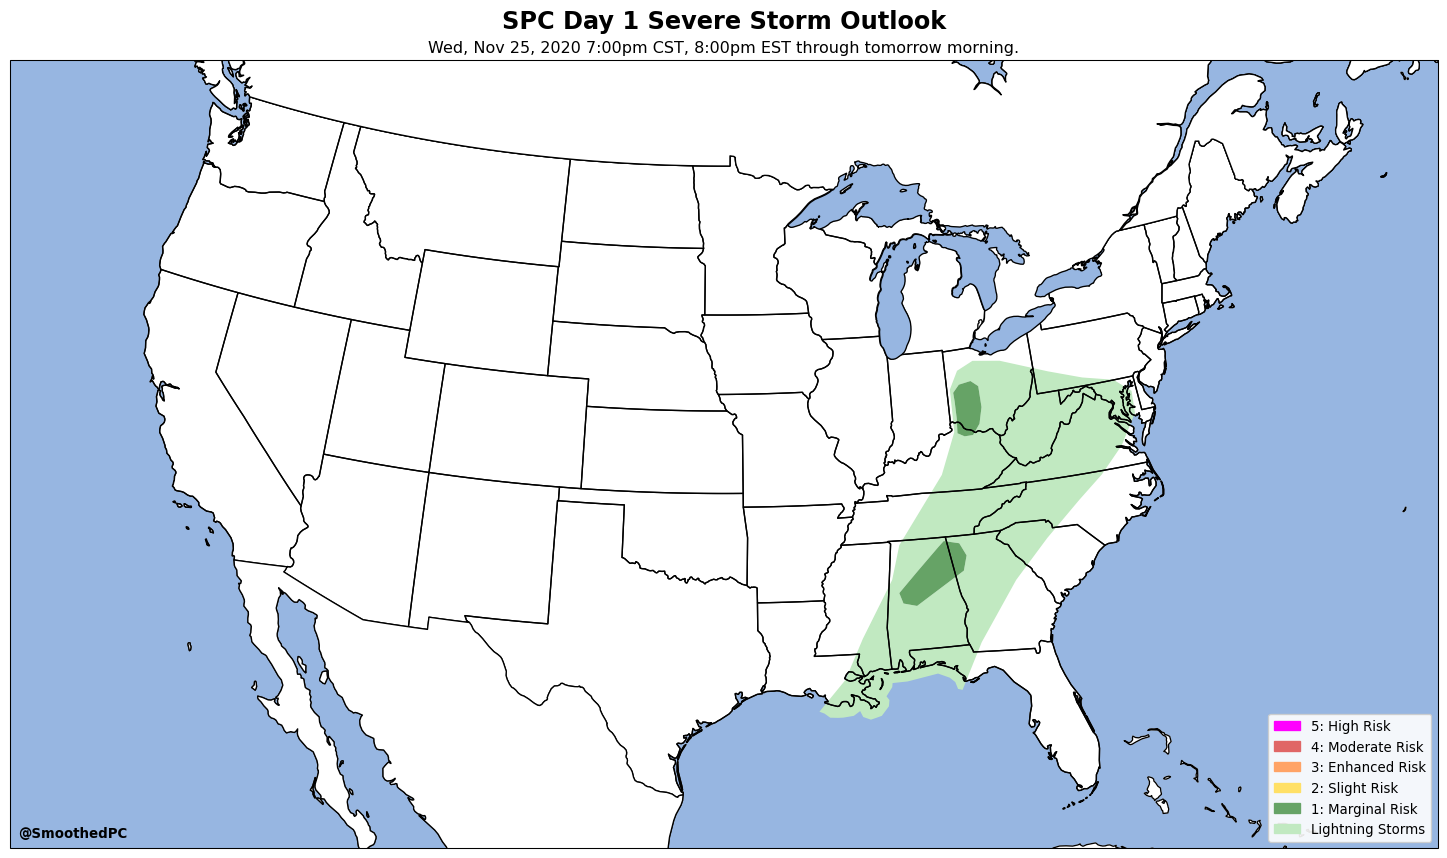 SPC Day 1 Severe Storm Outlook
Wed, Nov 25, 2020 7:00pm CST, 8:00pm EST through tomorrow morning.
5: High Risk
4: Moderate Risk
3: Enhanced Risk
2: Slight Risk
1: Marginal Risk
Lightning Storms
@SmoothedPC